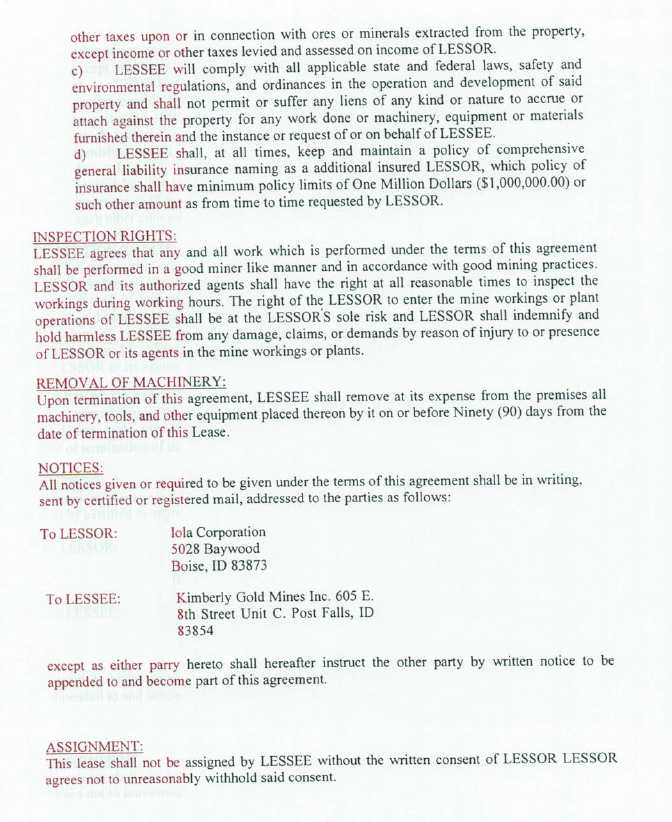 other taxes upon or in connection with ores or minerals extracted from the property,
except income or other taxes levied and assessed on income of LESSOR.
c) LESSEE will comply with all applicable state and federal laws, safety and
environmental regulations, and ordinances in the operation and development of said
property and shall not permit or suffer any liens of any kind or nature to accrue or
attach against the property for any work done or machinery, equipment or materials
furnished therein and the instance or request of or on behalf of LESSEE.
d) LESSEE shall, at all times, keep and maintain a policy of comprehensive
general liability insurance naming as a additional insured LESSOR, which policy of
insurance shall have minimum policy limits of One Million Dollars ($1,000,000.00) or
such other amount as from time to time requested by LESSOR.
INSPECTION RIGHTS:
LESSEE agrees that any and all work which is performed under the terms of this agreement
shall be performed in a good miner like manner and in accordance with good mining practices.
LESSOR and its authorized agents shall have the right at all reasonable times to inspect the
workings during working hours. The right of the LESSOR to enter the mine workings or plant
operations of LESSEE shall be at the LESSOR'S sole risk and LESSOR shall indemnify and
hold harmless LESSEE from any damage, claims, or demands by reason of injury to or presence
of LESSOR or its agents in the mine workings or plants.
REMOVAL OF MACHINERY:
Upon termination of this agreement, LESSEE shall remove at its expense from the premises all
machinery, tools, and other equipment placed thereon by it on or before Ninety (90) days from the
date of termination of this Lease.
NOTICES:
All notices given or required to be given under the terms of this agreement shall be in writing,
sent by certified or registered mail, addressed to the parties as follows:
To LESSOR: Iola Corporation
5028 Baywood
Boise, ID 83873
To LESSEE: Kimberly Gold Mines Inc. 605 E.
8th Street Unit C. Post Falls, ID
83854
except as either parry hereto shall hereafter instruct the other party by written notice to be
appended to and become part of this agreement.
ASSIGNMENT:
This lease shall not be assigned by LESSEE without the written consent of LESSOR LESSOR
agrees not to unreasonably withhold said consent.